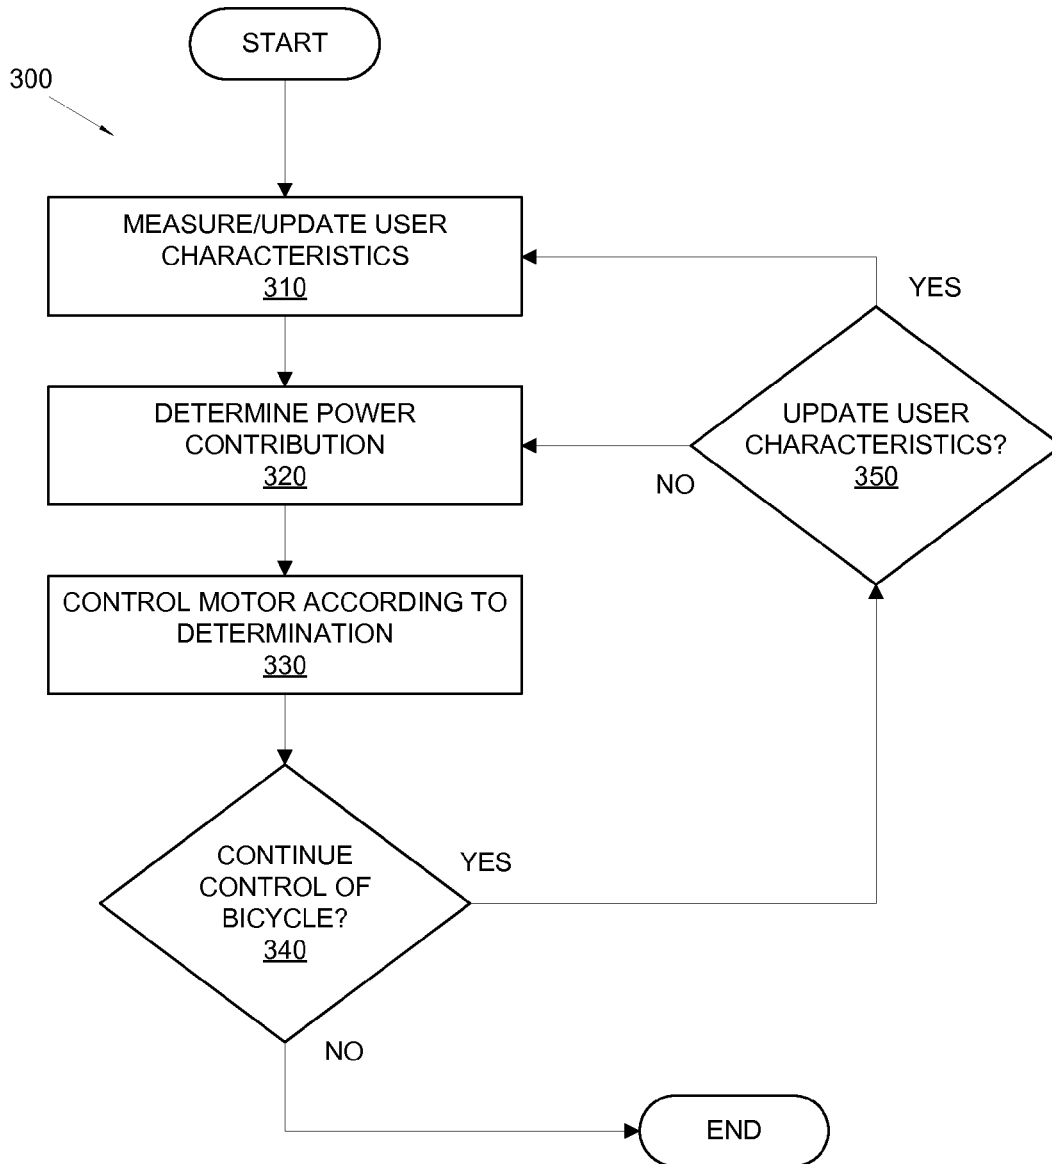 START
300
MEASURE/UPDATE USER
CHARACTERISTICS
310
YES
DETERMINE POWER
CONTRIBUTION
320
UPDATE USER
CHARACTERISTICS?
350
NO
CONTROL MOTOR ACCORDING TO
DETERMINATION
330
CONTINUE
CONTROL OF
BICYCLE?
340
YES
NO
END